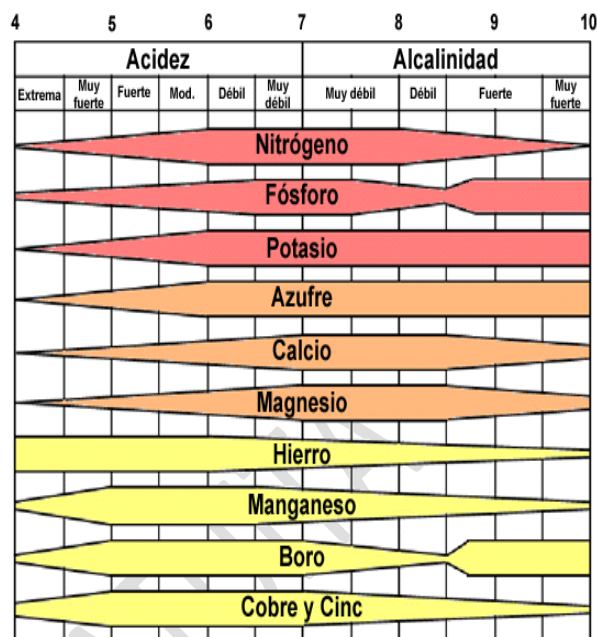 4 5 6 7 8 9 10
Acidez Alcalinidad
Extrema Muy fuerte Fuerte Mod. Débil Muy débil Muy débil Débil Fuerte Muy fuerte
Nitrógeno
Fósforo
Potasio
Azufre
Calcio
Magnesio
Hierro
Manganeso
Boro
Cobre y Cinc